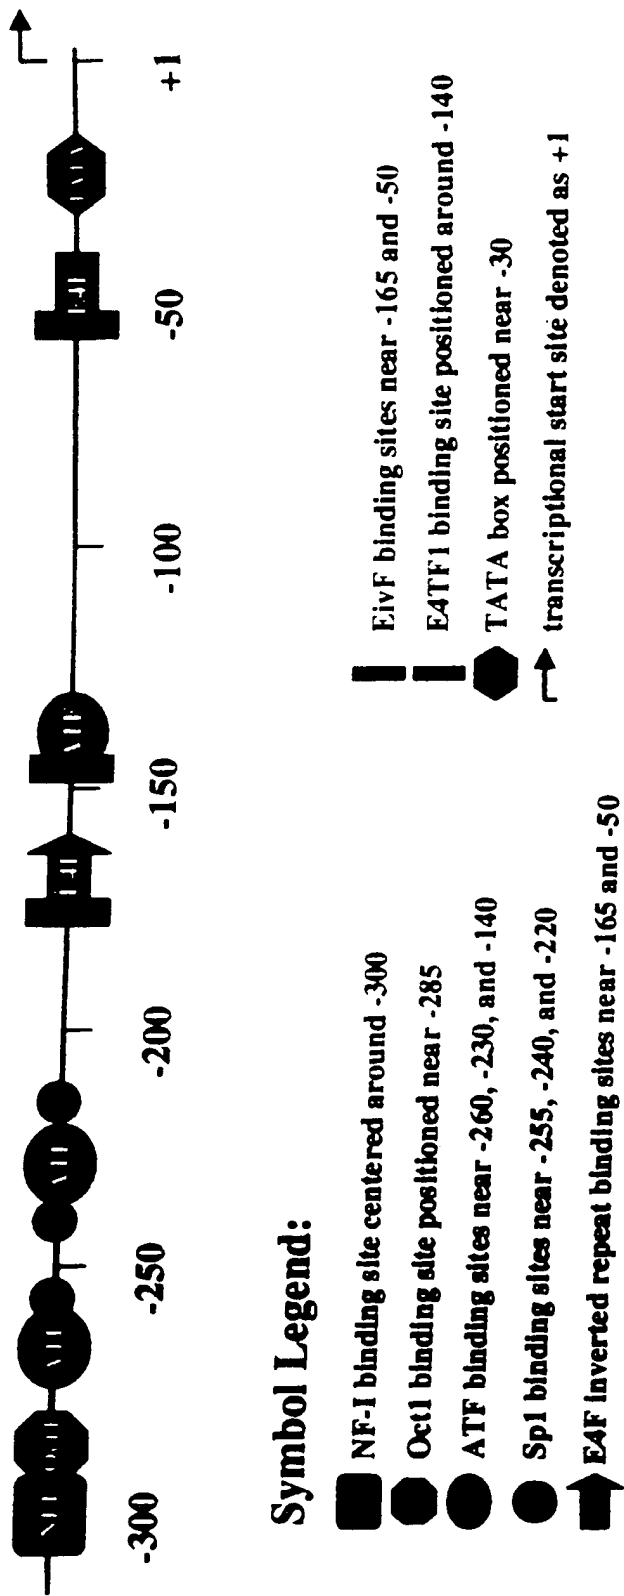 -300
-250
-200
-150
-100
-50
+1
Symbol Legend:
NF-I binding site centered around -300
Oct1 binding site positioned near -285
ATF binding sites near -260, -230, and -140
Sp1 binding sites near -255, -240, and -220
E4F inverted repeat binding sites near -165 and -50
EivF binding sites near -165 and -50
E4TF1 binding site positioned around -140
TATA box positioned near -30
transcriptional start site denoted as +1